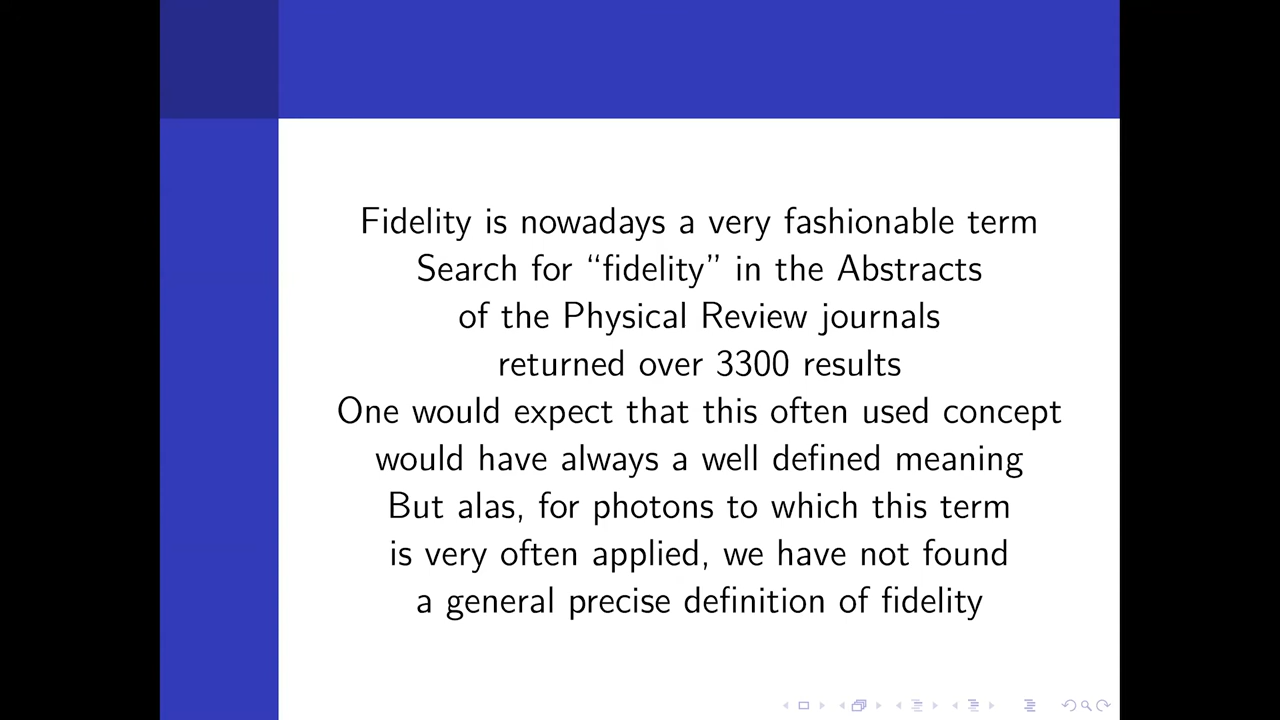 Fidelity is nowadays a very fashionable term
Search for “fidelity” in the Abstracts
of the Physical Review journals
returned over 3300 results
One would expect that this often used concept
would have always a well defined meaning
But alas, for photons to which this term
is very often applied, we have not found
a general precise definition of fidelity